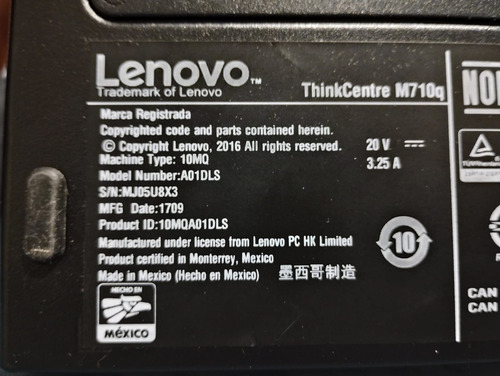 Lenovo™
Trademark of Lenovo
ThinkCentre M710q
Marca Registrada
Copyrighted code and parts contained herein.
© Copyright Lenovo, 2016 All rights reserved.
20 V
Machine Type: 10MQ
3.25 A
Model Number:A01DLS
S/N:MJ05U8X3
MFG Date:1709
Product ID:10MQA01DLS
Manufactured under license from Lenovo PC HK Limited
10
Product certified in Monterrey, Mexico
Made in Mexico (Hecho en Mexico) 墨西哥制造
HECHO EN
MÉXICO
CAN
CAN